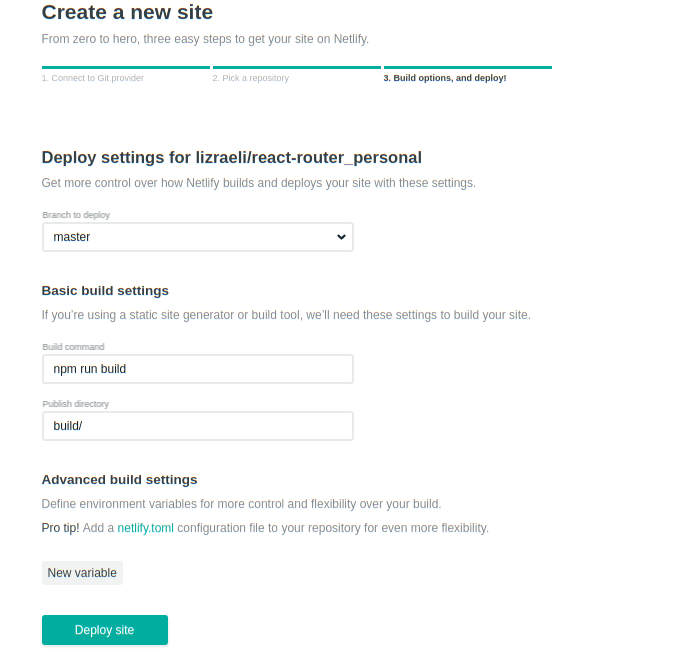 Create a new site
From zero to hero, three easy steps to get your site on Netlify.
1. Connect to Git provider
2. Pick a repository
3. Build options, and deploy!
Deploy settings for lizraeli/react-router_personal
Get more control over how Netlify builds and deploys your site with these settings.
Branch to deploy
master
Basic build settings
If you’re using a static site generator or build tool, we’ll need these settings to build your site.
Build command
npm run build
Publish directory
build/
Advanced build settings
Define environment variables for more control and flexibility over your build.
Pro tip! Add a netlify.toml configuration file to your repository for even more flexibility.
New variable
Deploy site